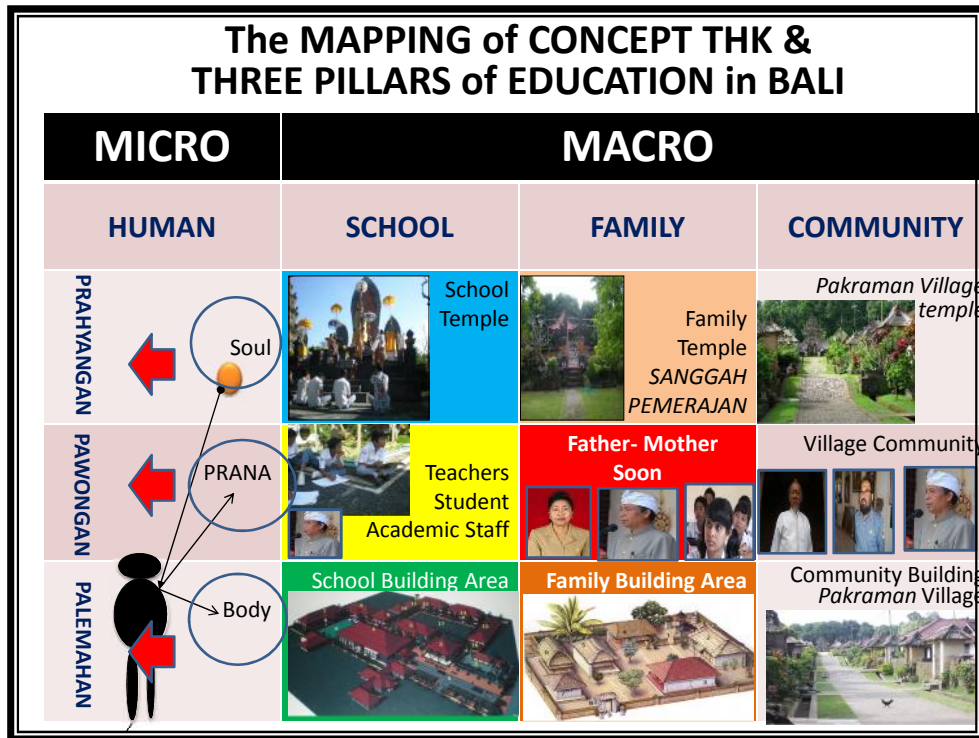 The MAPPING of CONCEPT THK &
THREE PILLARS of EDUCATION in BALI
MICRO
MACRO
HUMAN
SCHOOL
FAMILY
COMMUNITY
PRAHYANGAN
Soul
School
Temple
Family
Temple
SANGGAH
PEMERAJAN
Pakraman Village
temple
PAWONGAN
PRANA
Teachers
Student
Academic Staff
Father- Mother
Soon
Village Community
PALEMAHAN
Body
School Building Area
Family Building Area
Community Building
Pakraman Village